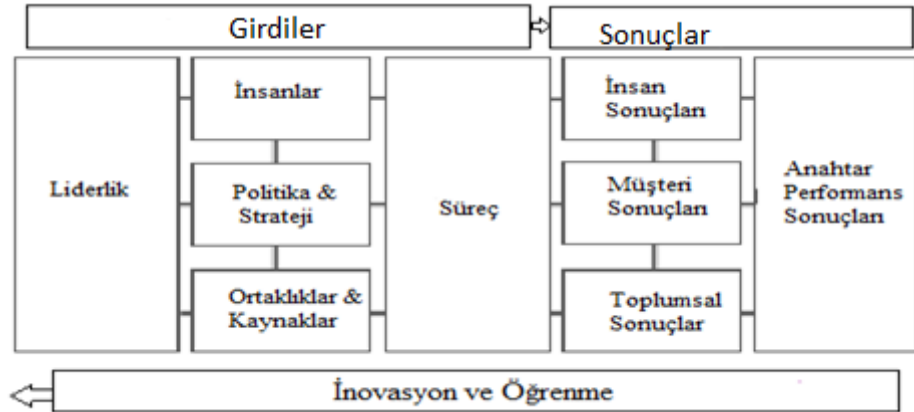 Girdiler
Sonuçlar
Liderlik
İnsanlar
Politika &
Strateji
Ortaklıklar &
Kaynaklar
Süreç
İnsan
Sonuçları
Müşteri
Sonuçları
Toplumsal
Sonuçlar
Anahtar
Performans
Sonuçları
İnovasyon ve Öğrenme